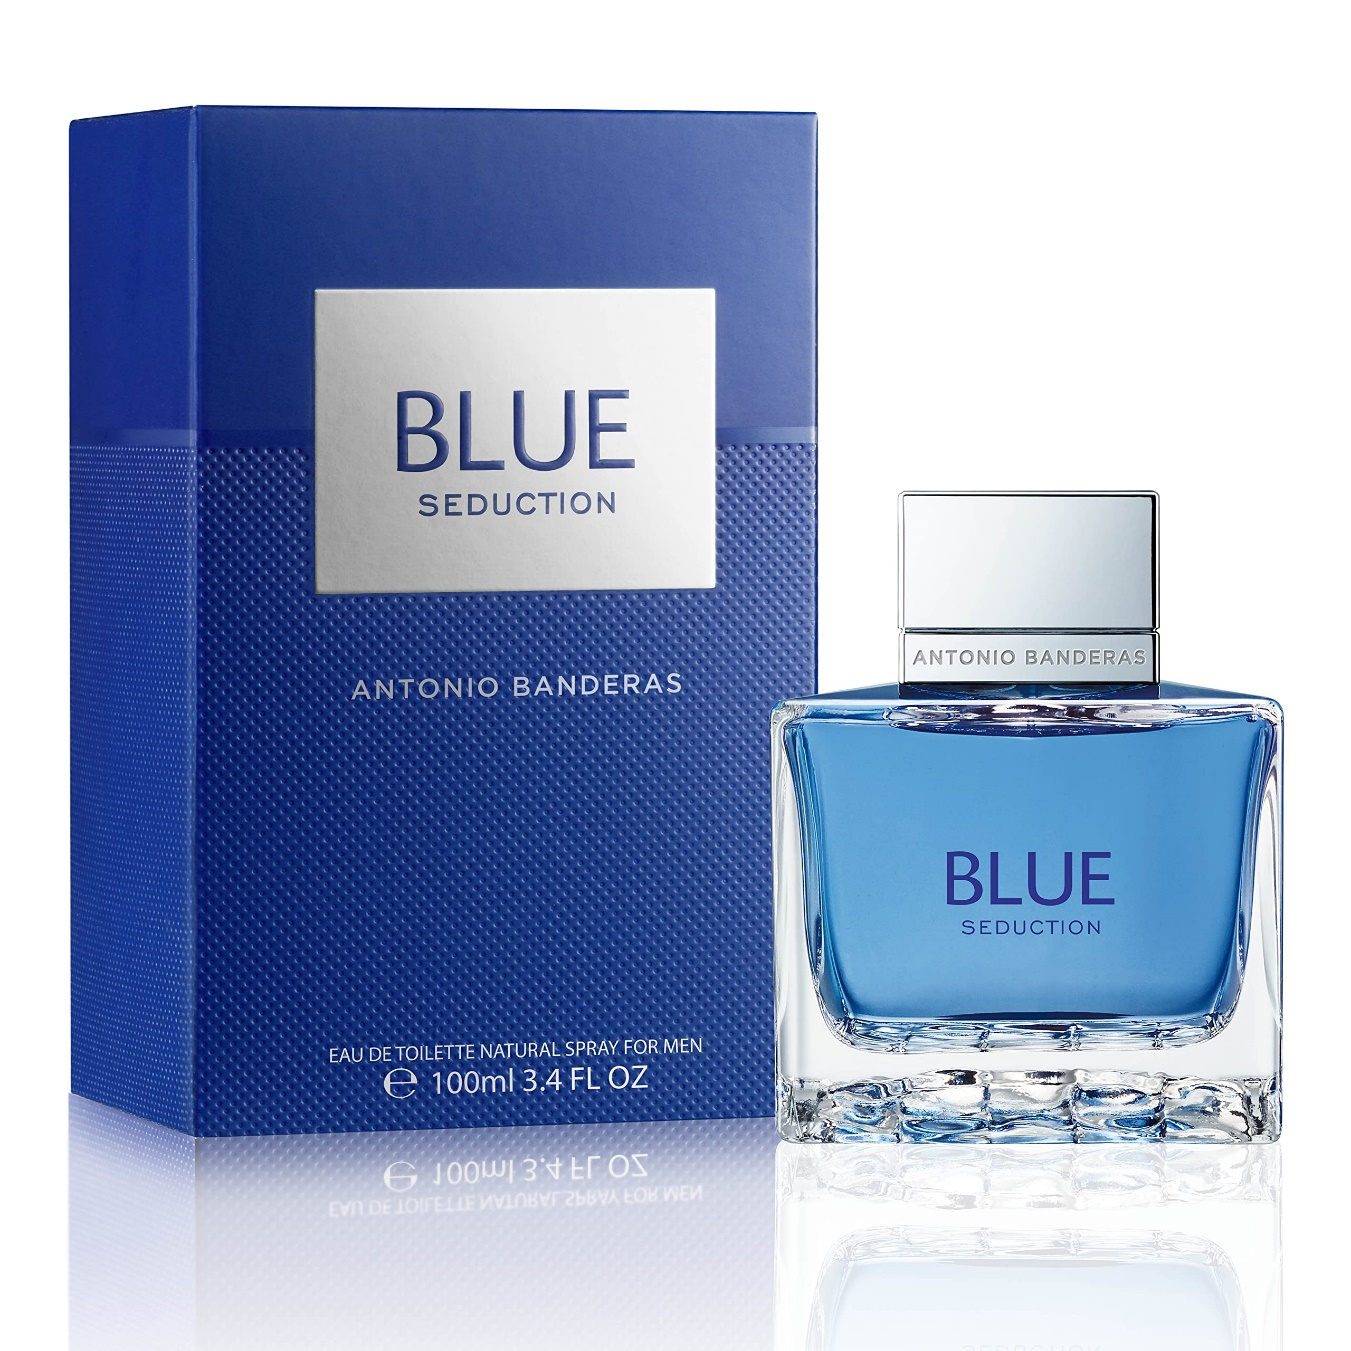 BLUE
SEDUCTION
ANTONIO BANDERAS
EAU DE TOILETTE NATURAL SPRAY FOR MEN
℮ 100ml 3.4 FL OZ
ANTONIO BANDERAS
BLUE
SEDUCTION